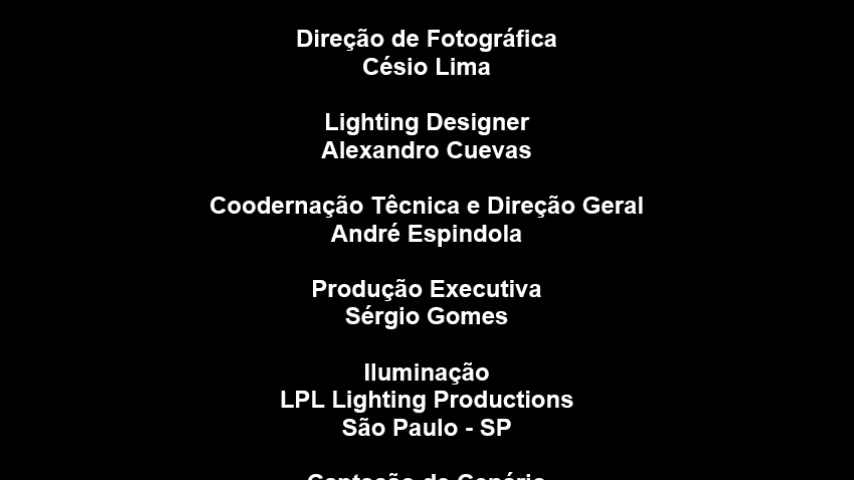 Direção de Fotográfica
Césio Lima
Lighting Designer
Alexandro Cuevas
Coodernação Têcnica e Direção Geral
André Espindola
Produção Executiva
Sérgio Gomes
Iluminação
LPL Lighting Productions
São Paulo - SP